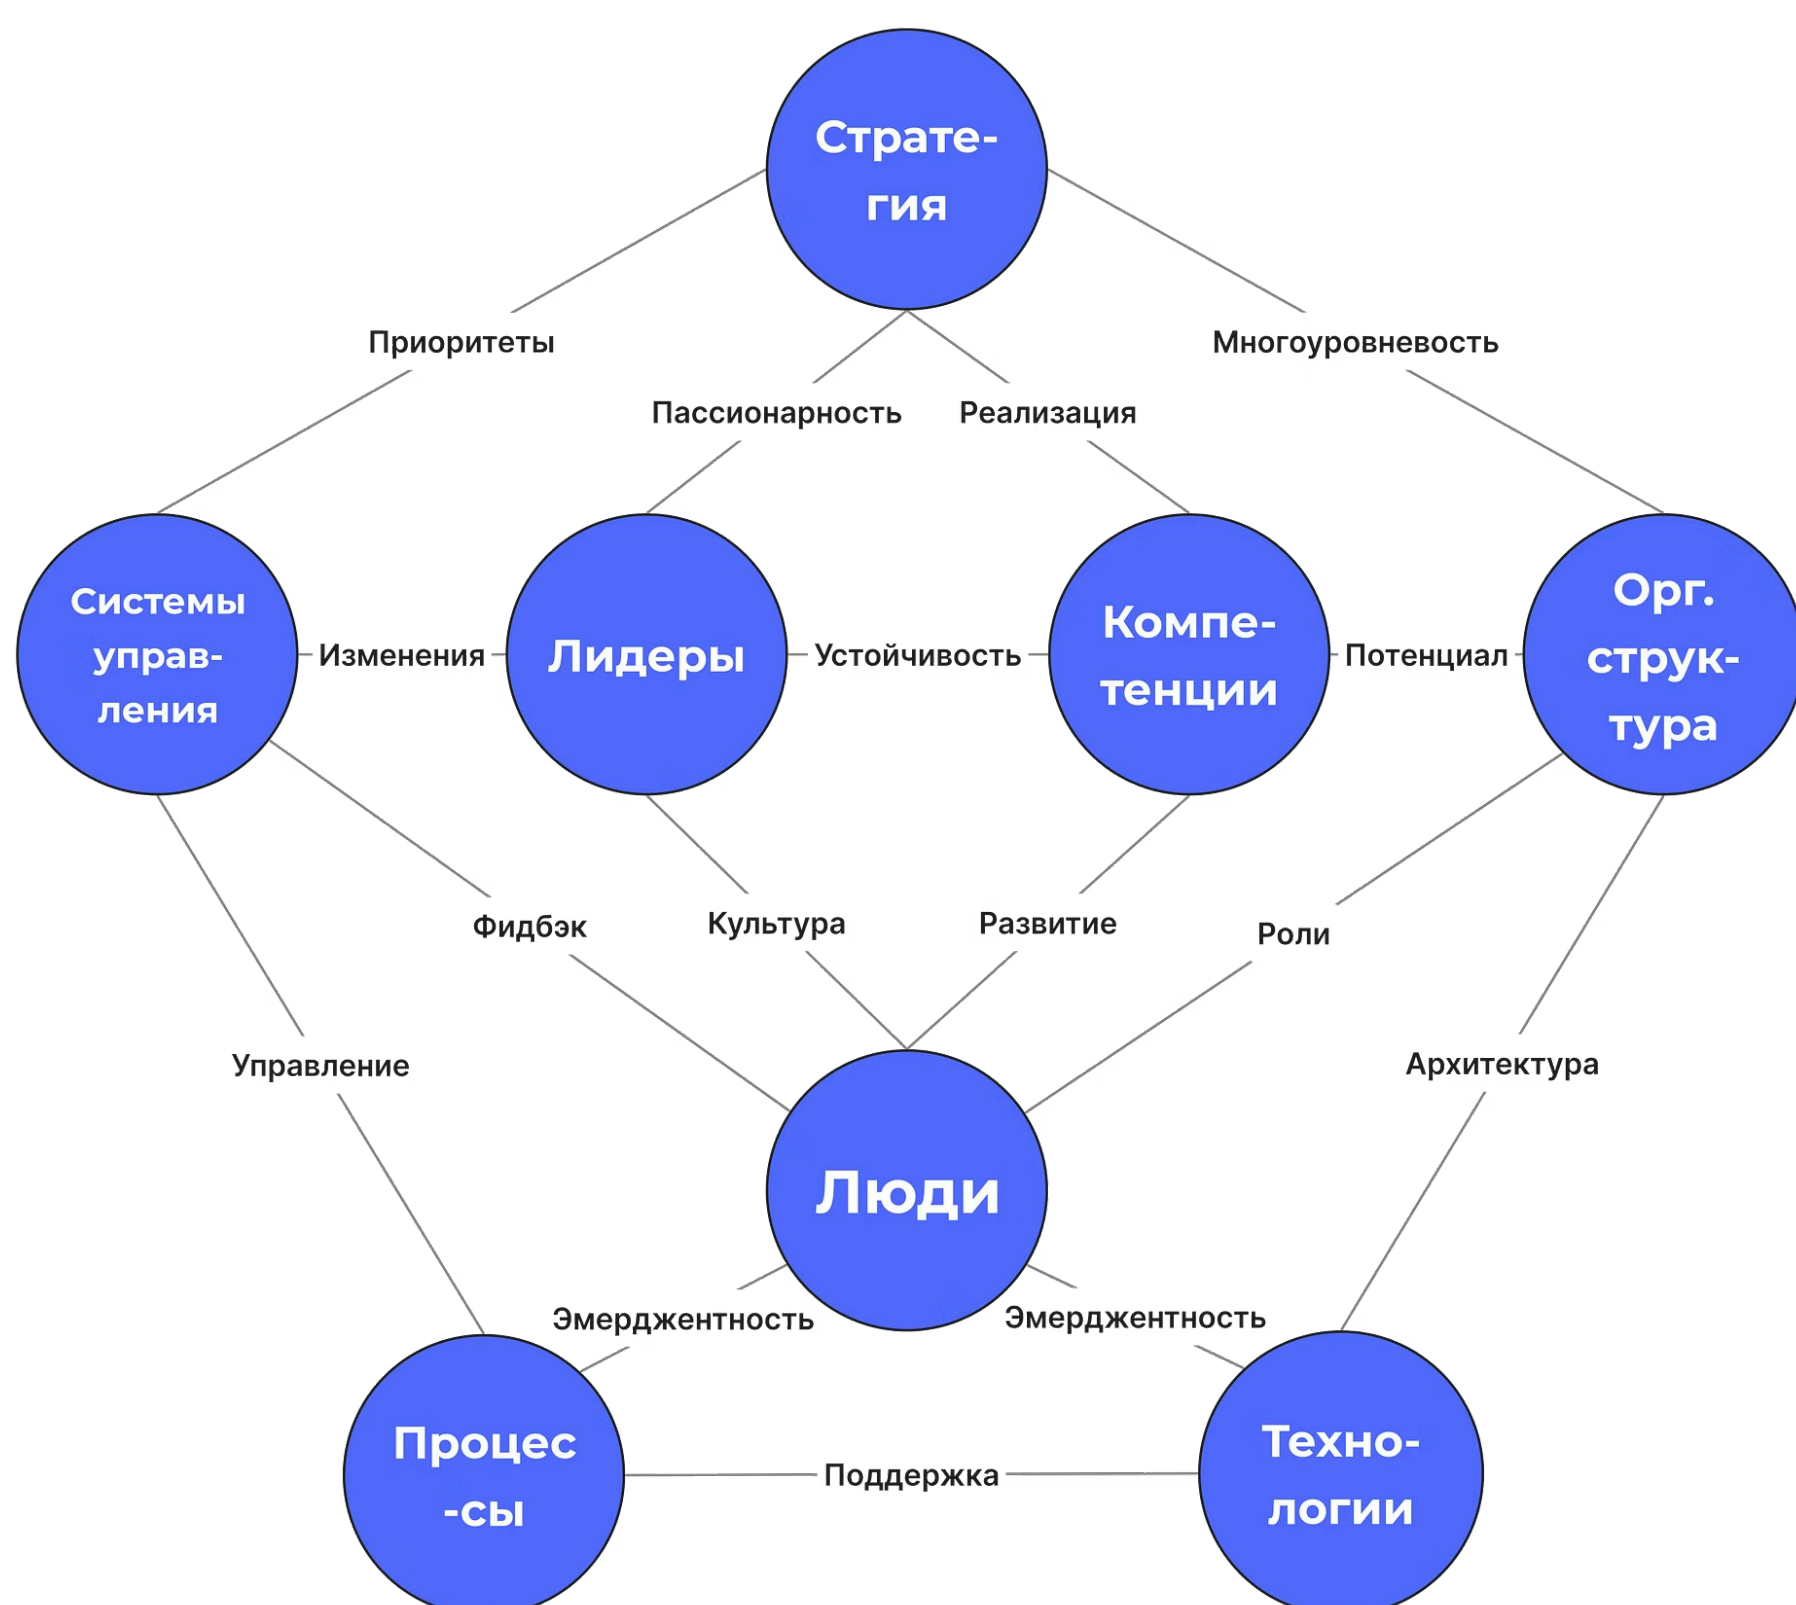 Страте-
гия
Приоритеты
Многоуровневость
Пассионарность
Реализация
Системы
управ-
ления
Изменения
Лидеры
Устойчивость
Компе-
тенции
Потенциал
Орг.
струк-
тура
Фидбэк
Культура
Развитие
Роли
Управление
Архитектура
Люди
Эмерджентность
Эмерджентность
Процес
-сы
Поддержка
Техно-
логии